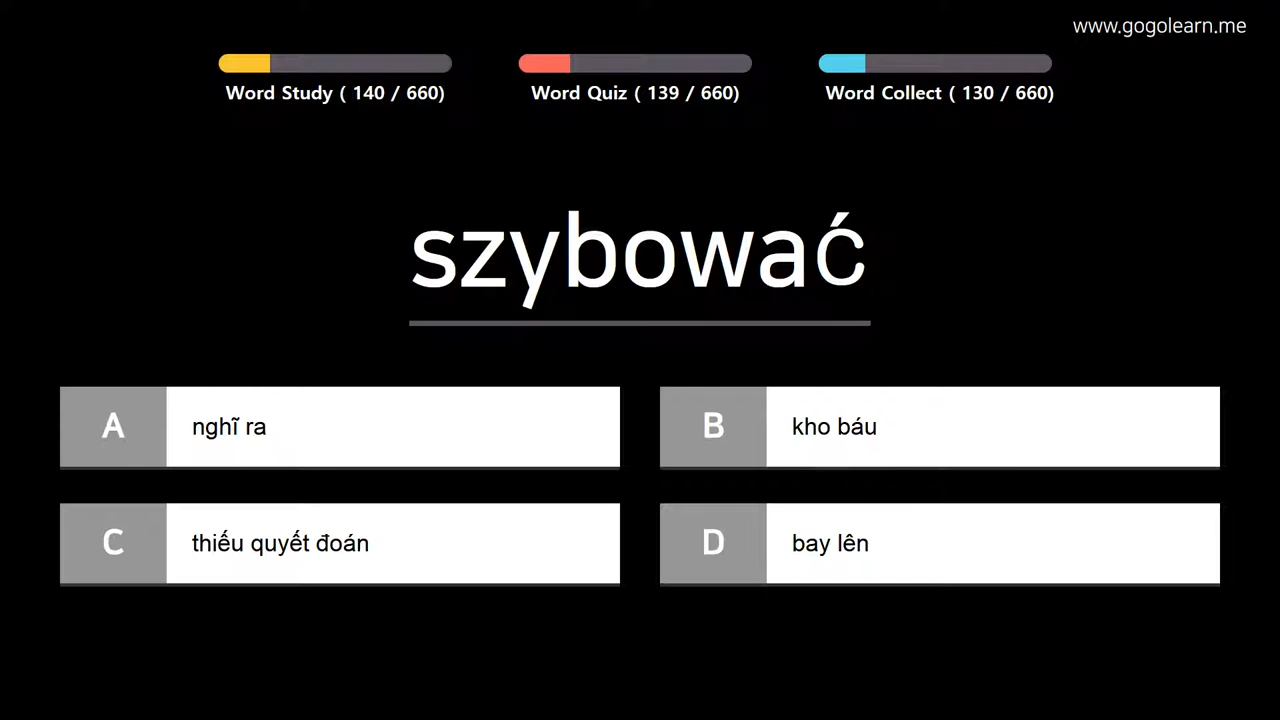 www.gogolearn.me
Word Study ( 140 / 660)
Word Quiz ( 139 / 660)
Word Collect ( 130 / 660)
szybować
A nghĩ ra
B kho báu
C thiếu quyết đoán
D bay lên